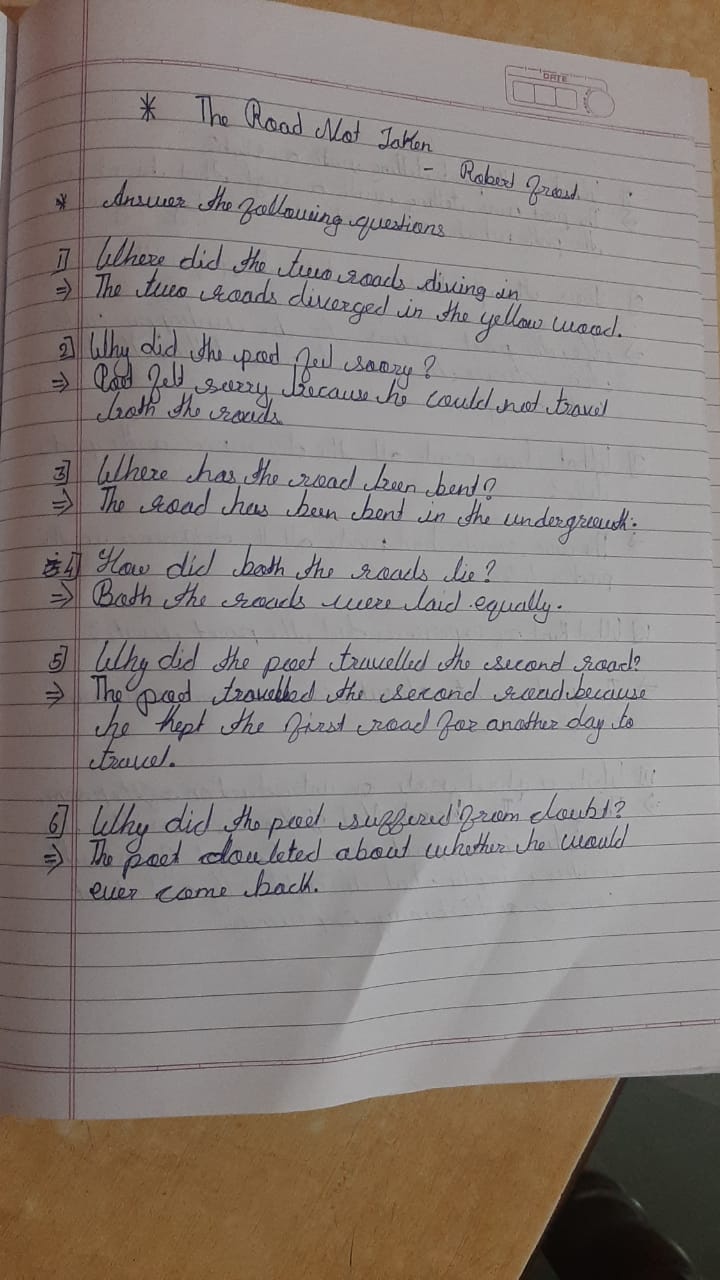 DATE
* The Road Not Taken
- Robert Frost.
* Answer the following questions
1] Where did the two roads diving in
⇒ The two roads diverged in the yellow wood.
2] Why did the poet feel sorry?
⇒ Poet felt sorry because he could not travel
both the roads.
3] Where has the road been bent?
⇒ The road has been bent in the undergrowth.
4] How did both the roads lie?
⇒ Both the roads were laid equally.
5] Why did the poet travelled the second road?
⇒ The poet travelled the second road because
he kept the first road for another day to
travel.
6] Why did the poet suffered from doubt?
⇒ The poet doubted about whether he would
ever come back.